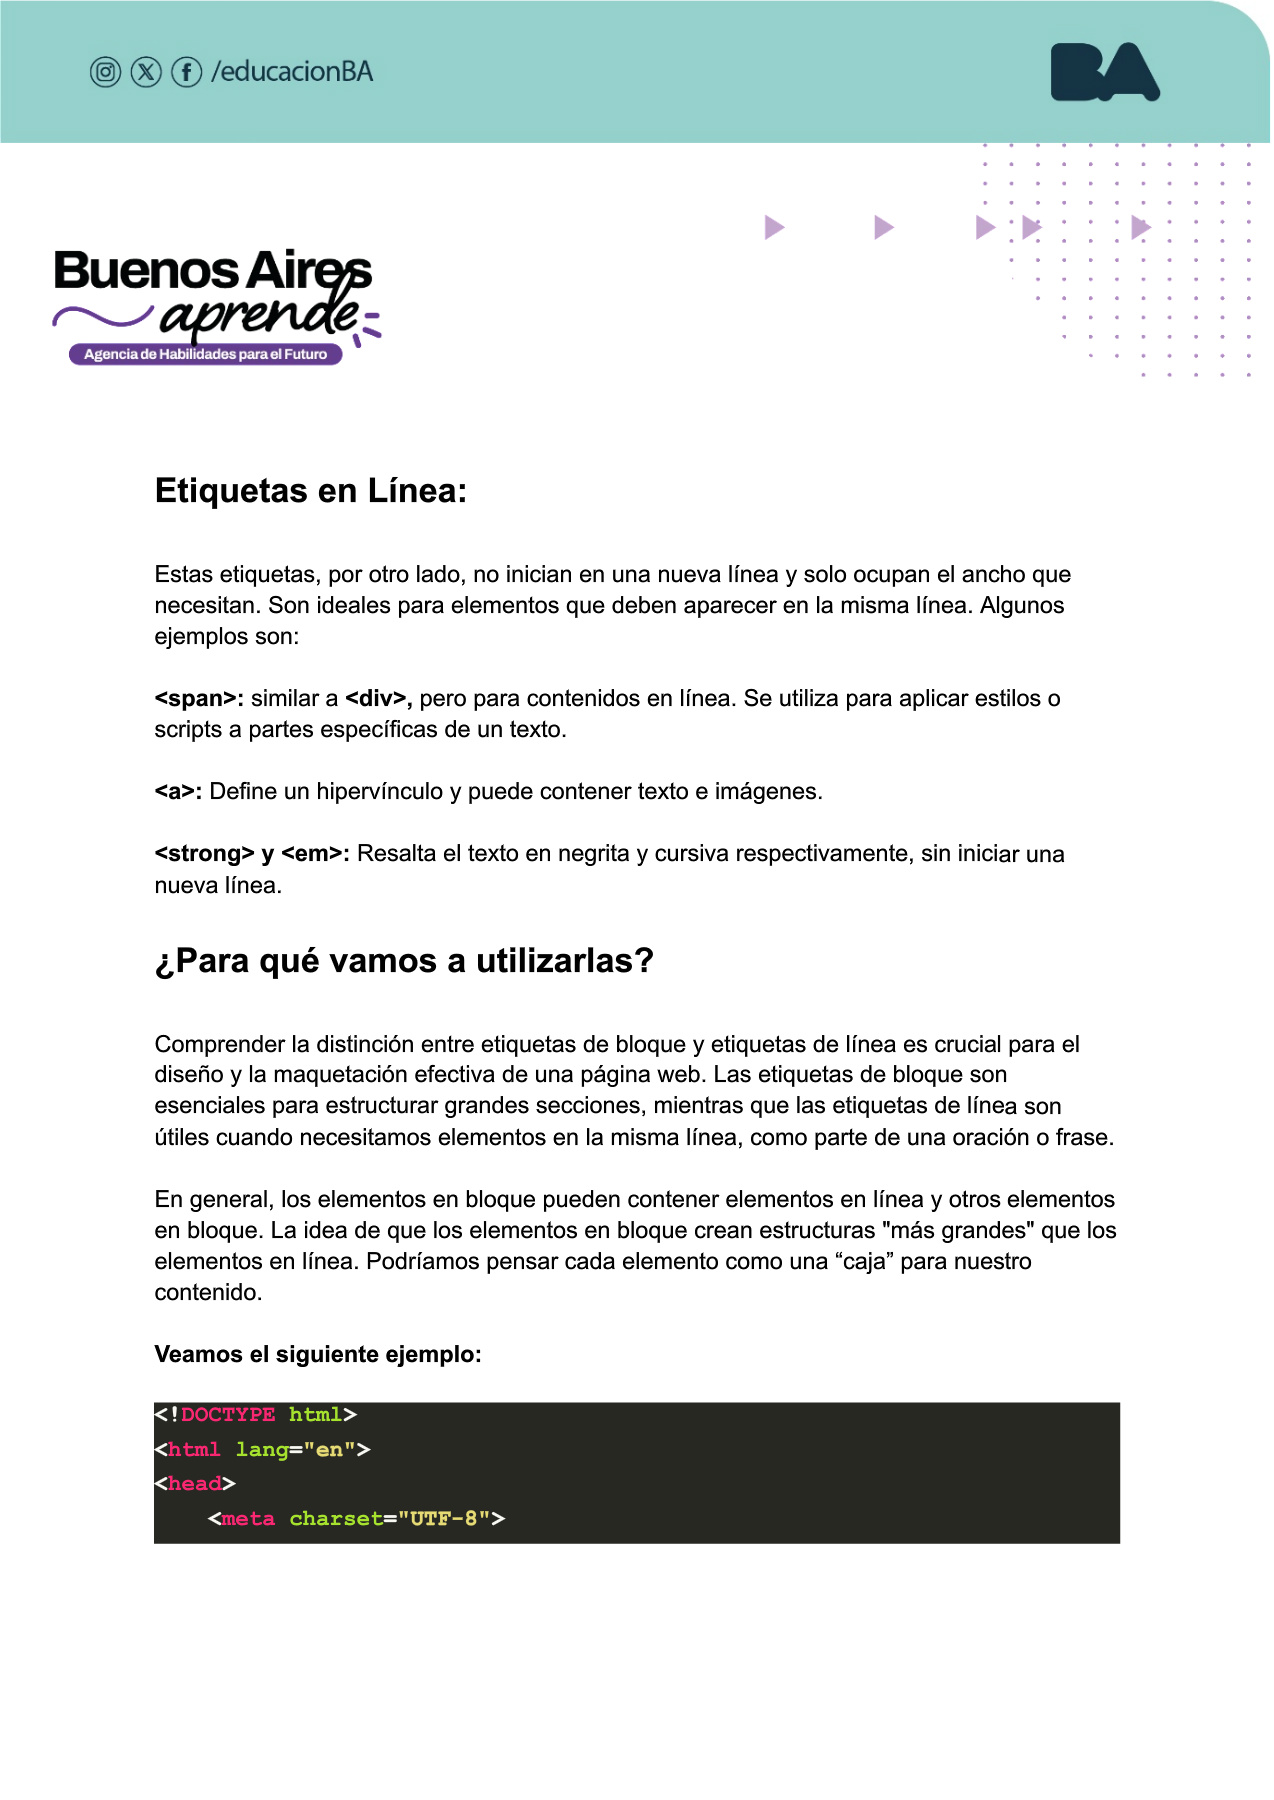 /educacionBA
BA
Buenos Aires
aprende
Agencia de Habilidades para el Futuro
Etiquetas en Línea:
Estas etiquetas, por otro lado, no inician en una nueva línea y solo ocupan el ancho que
necesitan. Son ideales para elementos que deben aparecer en la misma línea. Algunos
ejemplos son:
<span>: similar a <div>, pero para contenidos en línea. Se utiliza para aplicar estilos o
scripts a partes específicas de un texto.
<a>: Define un hipervínculo y puede contener texto e imágenes.
<strong> y <em>: Resalta el texto en negrita y cursiva respectivamente, sin iniciar una
nueva línea.
¿Para qué vamos a utilizarlas?
Comprender la distinción entre etiquetas de bloque y etiquetas de línea es crucial para el
diseño y la maquetación efectiva de una página web. Las etiquetas de bloque son
esenciales para estructurar grandes secciones, mientras que las etiquetas de línea son
útiles cuando necesitamos elementos en la misma línea, como parte de una oración o frase.
En general, los elementos en bloque pueden contener elementos en línea y otros elementos
en bloque. La idea de que los elementos en bloque crean estructuras "más grandes" que los
elementos en línea. Podríamos pensar cada elemento como una “caja” para nuestro
contenido.
Veamos el siguiente ejemplo:
<!DOCTYPE html>
<html lang="en">
<head>
    <meta charset="UTF-8">